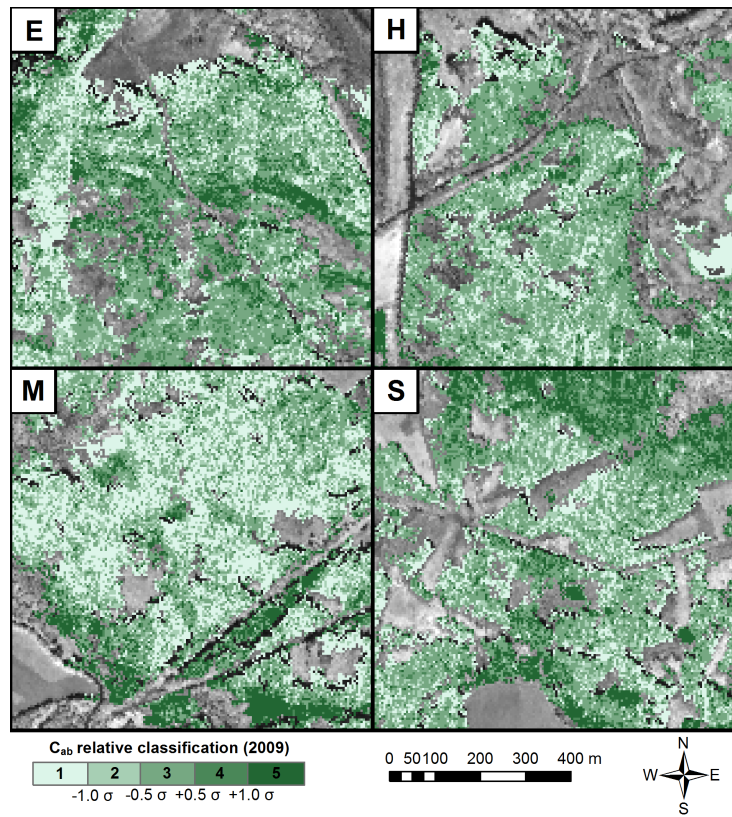 E
H
M
S
C_ab relative classification (2009)
1 2 3 4 5
-1.0 σ -0.5 σ +0.5 σ +1.0 σ
0 50 100 200 300 400 m
N
W E
S